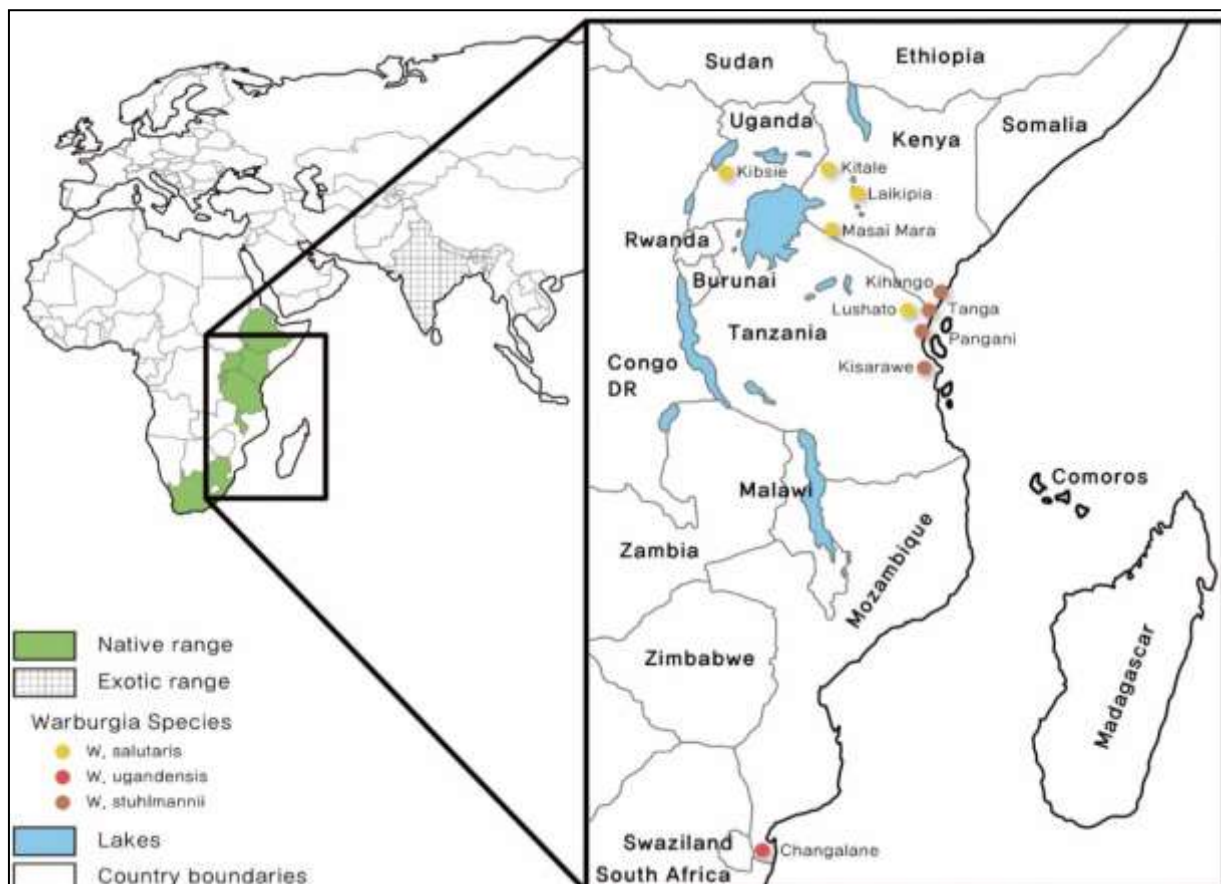 Sudan
Ethiopia
Uganda
Kenya
Somalia
Kibsie
Kitale
Laikipia
Masai Mara
Rwanda
Burunai
Kihango
Lushato
Tanga
Tanzania
Pangani
Congo
DR
Kisarawe
Malawi
Comoros
Zambia
Mozambique
Zimbabwe
Madagascar
Swaziland
Changalane
South Africa
Native range
Exotic range
Warburgia Species
W, salutaris
W, ugandensis
W, stuhlmannii
Lakes
Country boundaries